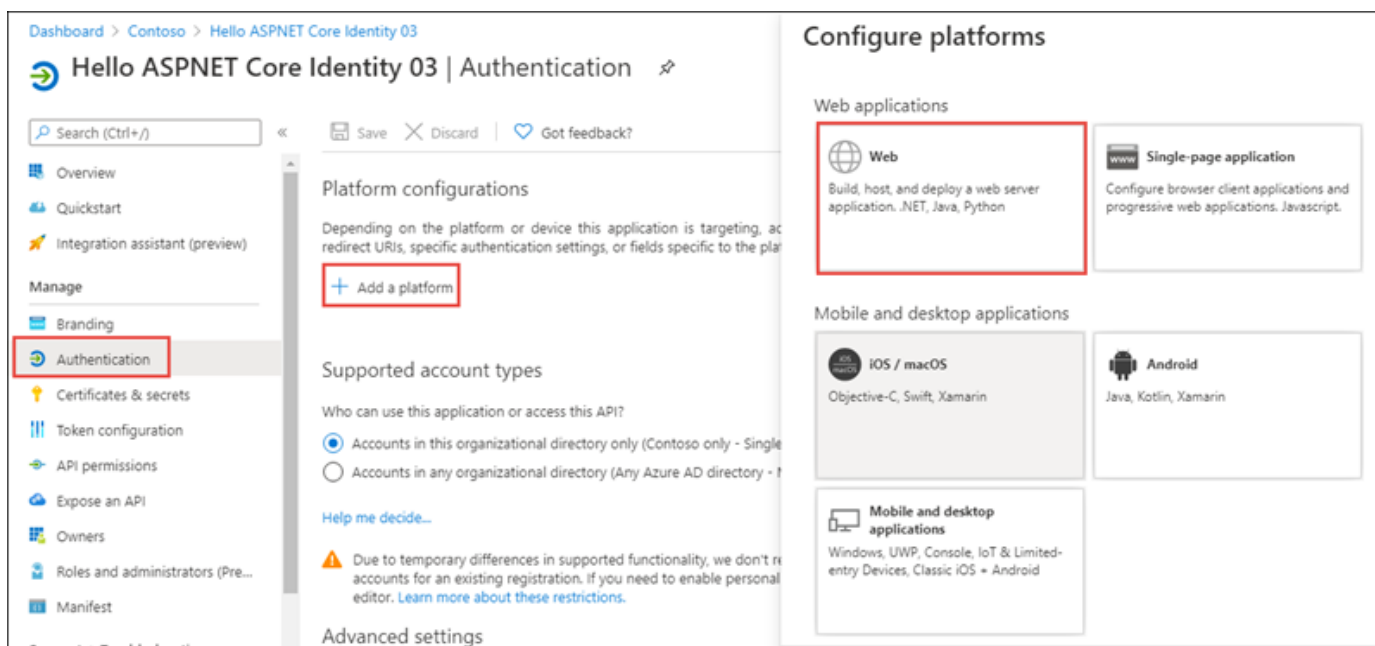 Dashboard > Contoso > Hello ASPNET Core Identity 03
Hello ASPNET Core Identity 03 | Authentication
Search (Ctrl+/)
«
Overview
Quickstart
Integration assistant (preview)
Manage
Branding
Authentication
Certificates & secrets
Token configuration
API permissions
Expose an API
Owners
Roles and administrators (Pre...
Manifest
Save
Discard
Got feedback?
Platform configurations
Depending on the platform or device this application is targeting,
redirect URIs, specific authentication settings, or fields specific to the
+ Add a platform
Supported account types
Who can use this application or access this API?
Accounts in this organizational directory only (Contoso only - Single
Accounts in any organizational directory (Any Azure AD directory -
Help me decide...
Due to temporary differences in supported functionality, we don't
accounts for an existing registration. If you need to enable personal
editor. Learn more about these restrictions.
Advanced settings
Configure platforms
Web applications
Web
Build, host, and deploy a web server
application. .NET, Java, Python
www
Single-page application
Configure browser client applications and
progressive web applications. Javascript.
Mobile and desktop applications
iOS
macOS
iOS / macOS
Objective-C, Swift, Xamarin
Android
Java, Kotlin, Xamarin
Mobile and desktop
applications
Windows, UWP, Console, IoT & Limited-
entry Devices, Classic iOS + Android